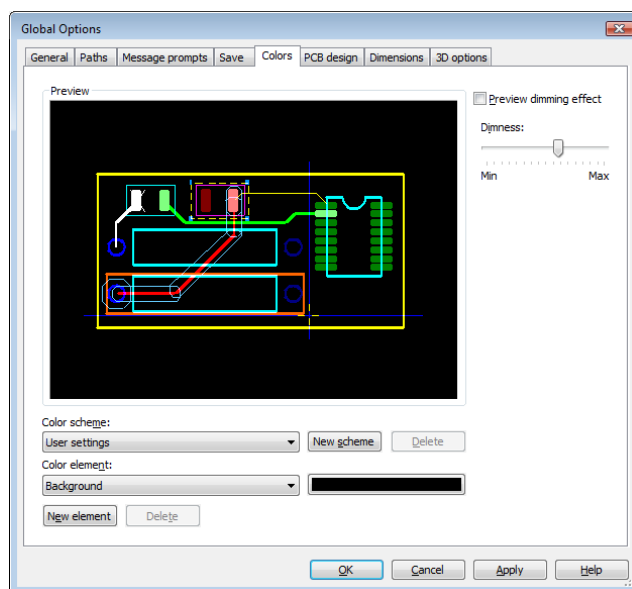 Global Options
General Paths Message prompts Save Colors PCB design Dimensions 3D options
Preview
Preview dimming effect
Dimness:
Min Max
Color scheme:
User settings New scheme Delete
Color element:
Background
New element Delete
OK Cancel Apply Help